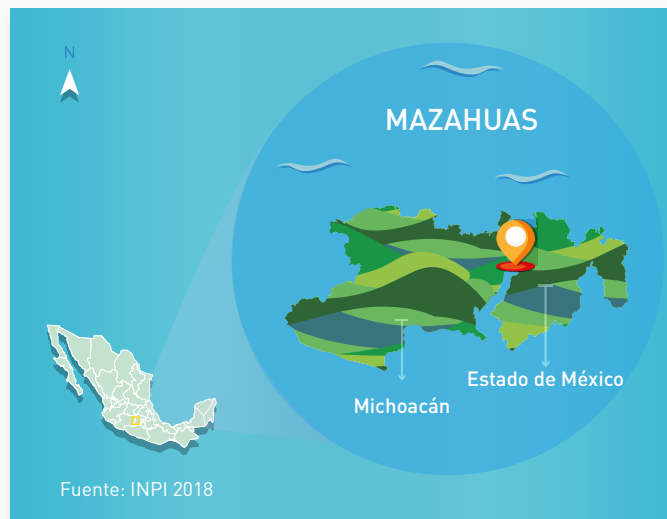 N
MAZAHUAS
Estado de México
Michoacán
Fuente: INPI 2018